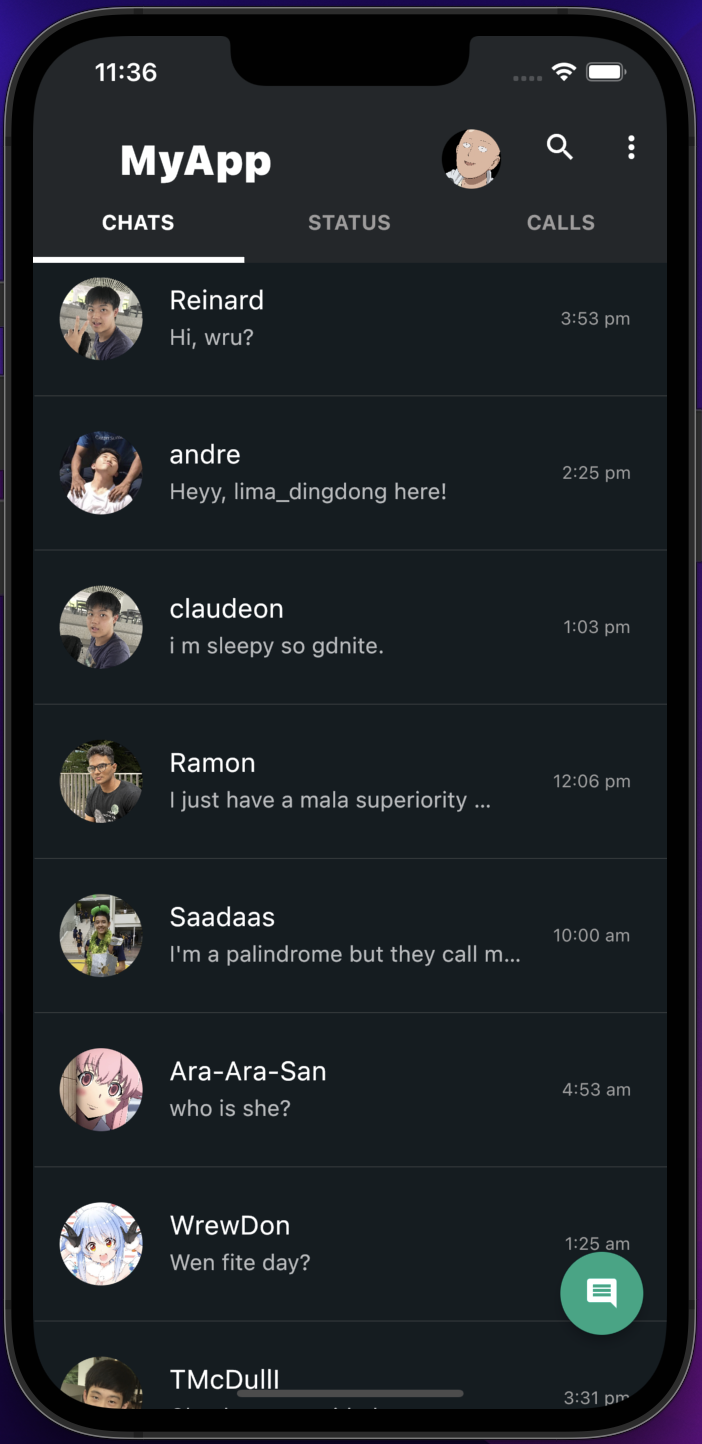 11:36
MyApp
CHATS STATUS CALLS
Reinard
Hi, wru?
3:53 pm
andre
Heyy, lima_dingdong here!
2:25 pm
claudeon
i m sleepy so gdnite.
1:03 pm
Ramon
I just have a mala superiority ...
12:06 pm
Saadaas
I'm a palindrome but they call m...
10:00 am
Ara-Ara-San
who is she?
4:53 am
WrewDon
Wen fite day?
1:25 am
TMcDulll
3:31 pm